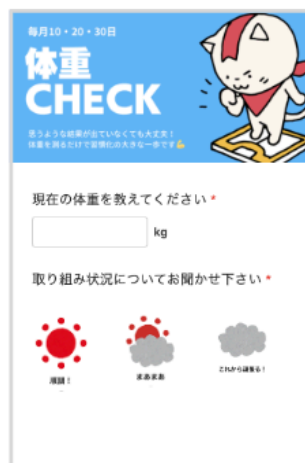 毎月10・20・30日
体重
CHECK
思うような結果が出ていなくても大丈夫！
体重を測るだけで習慣化の大きな一歩です💪
現在の体重を教えてください *
kg
取り組み状況についてお聞かせ下さい *
順調！
まあまあ
これから頑張る！